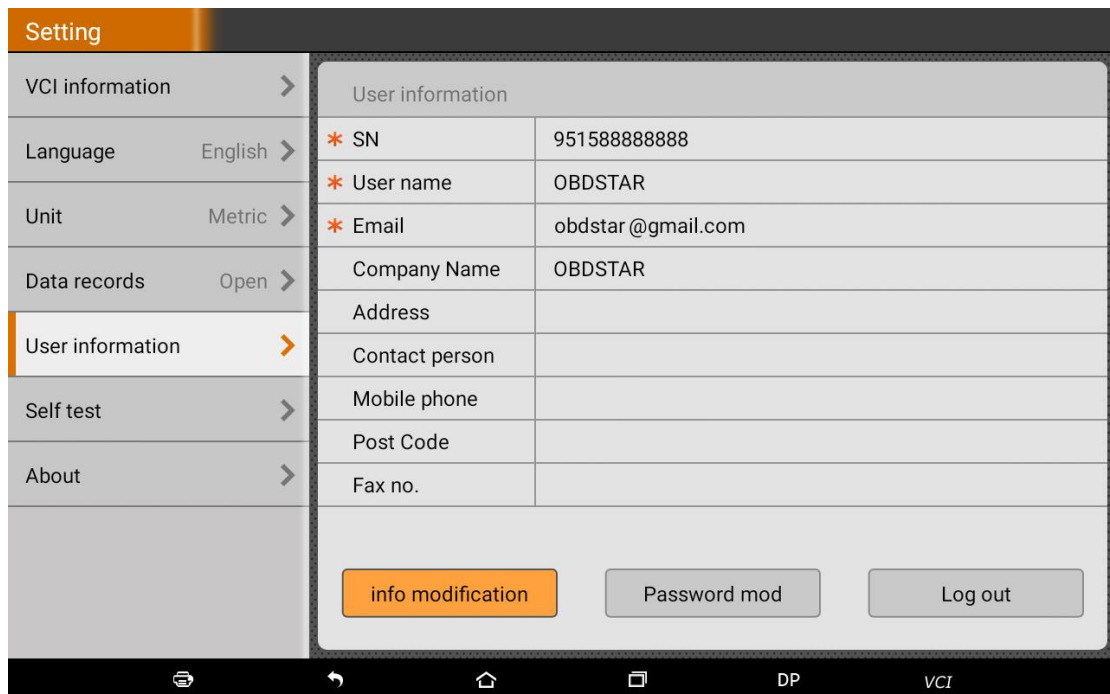 Setting
VCI information
Language English
Unit Metric
Data records Open
User information
Self test
About
User information
SN 951588888888
User name OBDSTAR
Email obdstar@gmail.com
Company Name OBDSTAR
Address
Contact person
Mobile phone
Post Code
Fax no.
info modification Password mod Log out
DP VCI